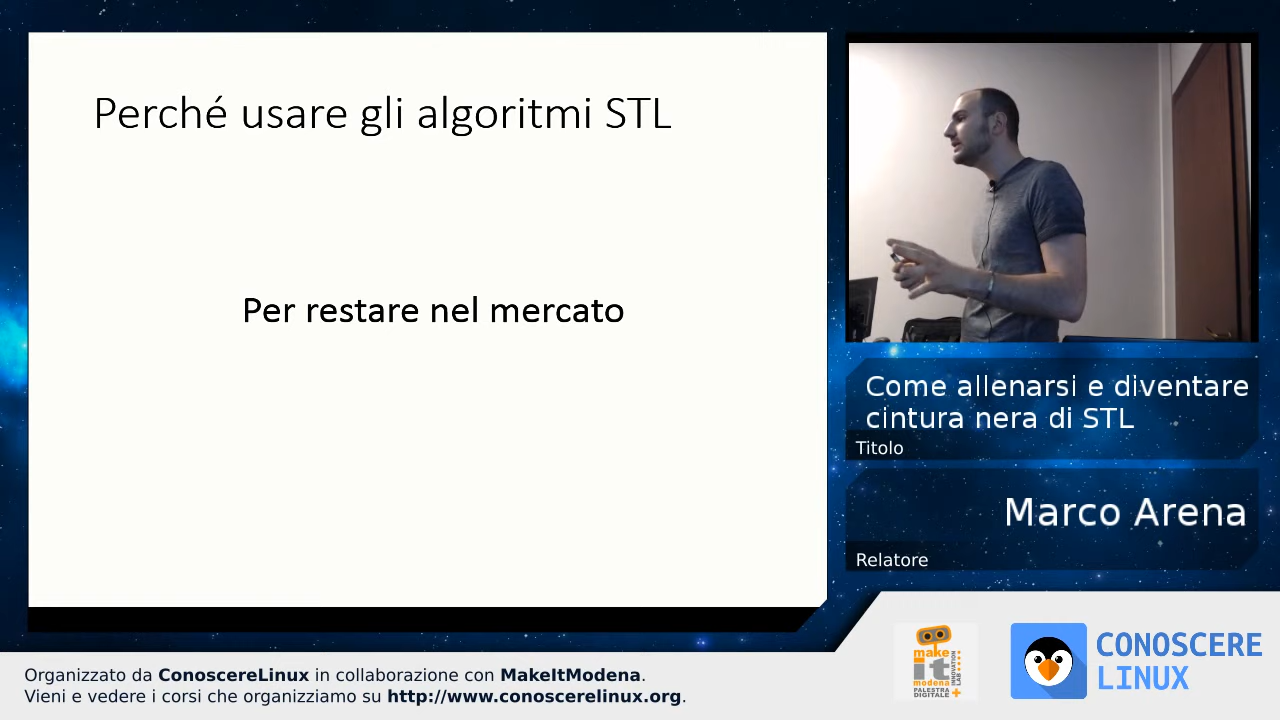 Perché usare gli algoritmi STL
Per restare nel mercato
Come allenarsi e diventare
cintura nera di STL
Titolo
Marco Arena
Relatore
make
it
modena
PALESTRA
DIGITALE
INNOVATION
LAB
CONOSCERE
LINUX
Organizzato da ConoscereLinux in collaborazione con MakeItModena.
Vieni e vedere i corsi che organizziamo su http://www.conoscerelinux.org.